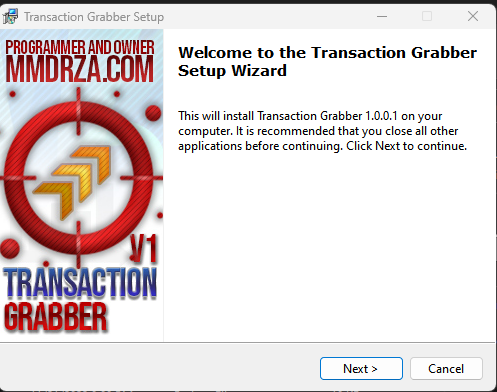 Transaction Grabber Setup
PROGRAMMER AND OWNER
MMDRZA.COM
V1
TRANSACTION
GRABBER
Welcome to the Transaction Grabber
Setup Wizard
This will install Transaction Grabber 1.0.0.1 on your
computer. It is recommended that you close all other
applications before continuing. Click Next to continue.
Next >
Cancel